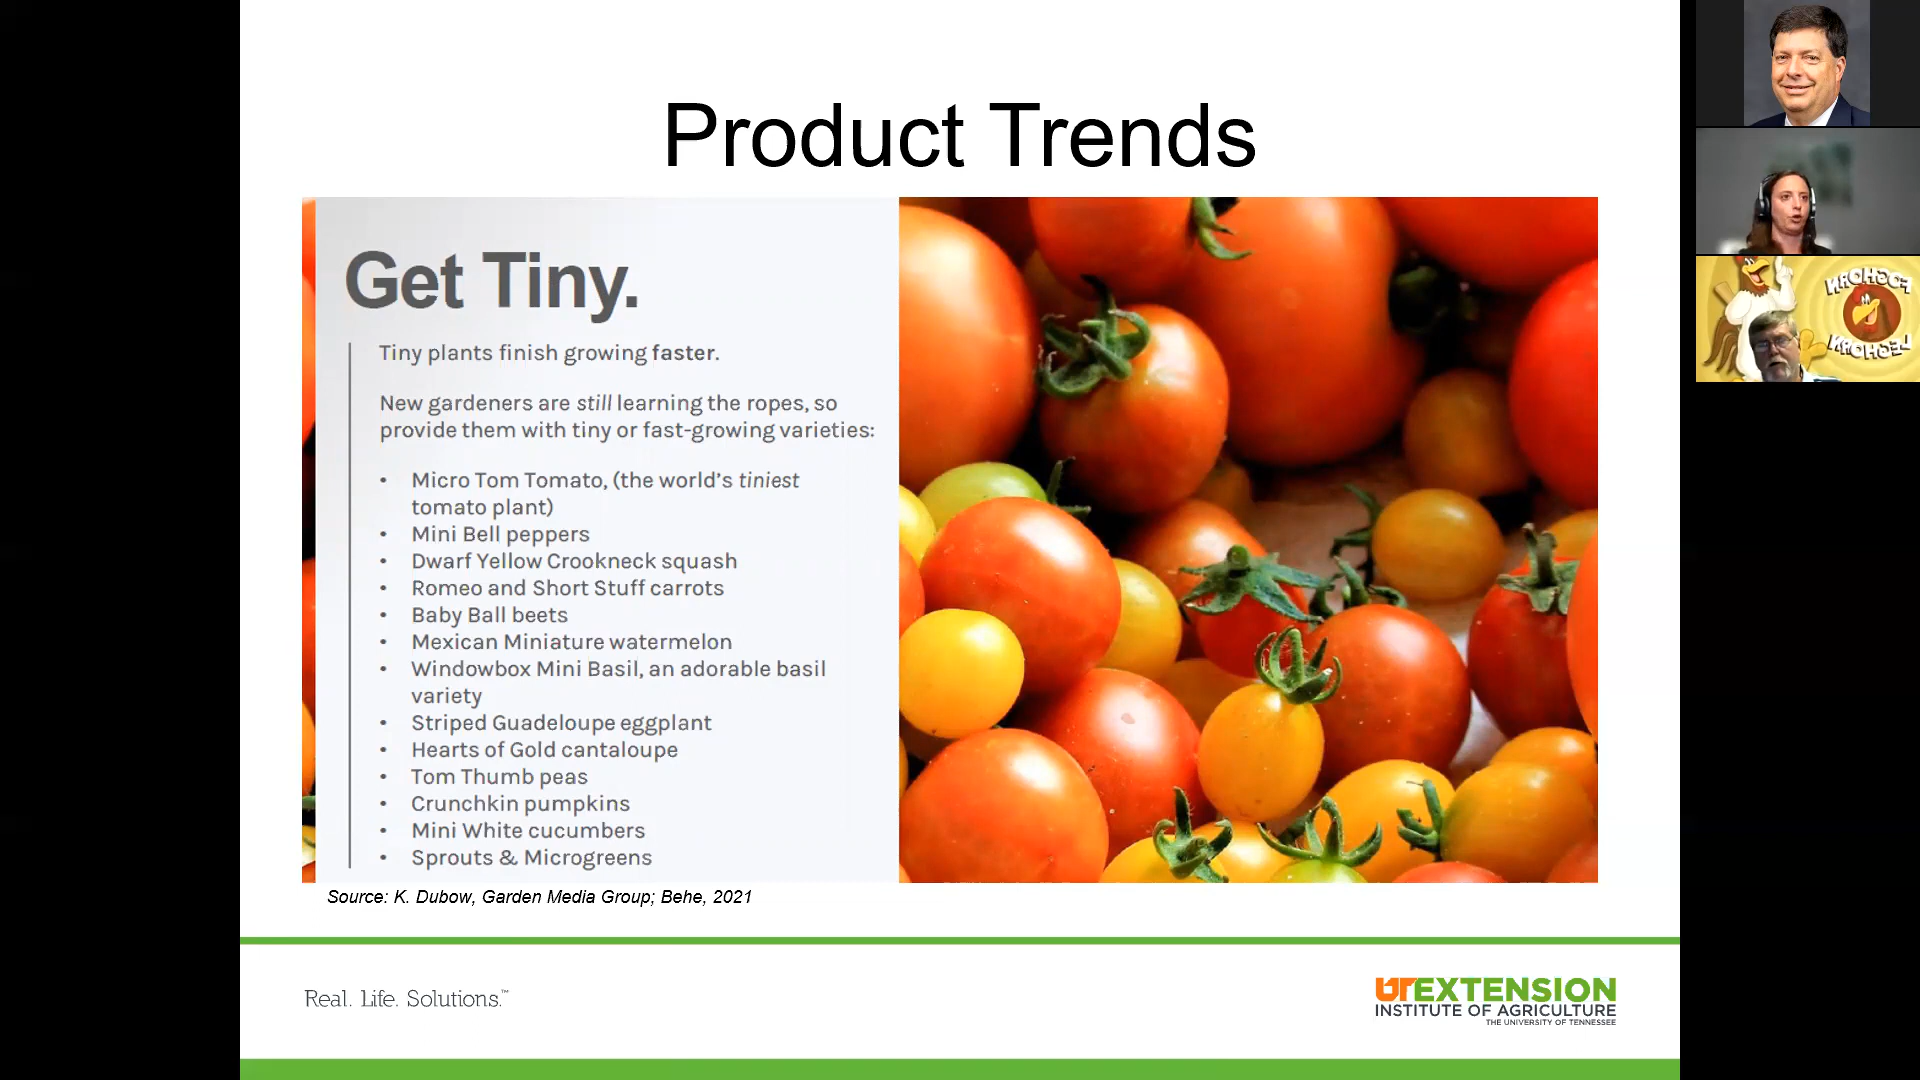 Product Trends
Get Tiny.
Tiny plants finish growing faster.
New gardeners are still learning the ropes, so
provide them with tiny or fast-growing varieties:
• Micro Tom Tomato, (the world's tiniest
tomato plant)
• Mini Bell peppers
• Dwarf Yellow Crookneck squash
• Romeo and Short Stuff carrots
• Baby Ball beets
• Mexican Miniature watermelon
• Windowbox Mini Basil, an adorable basil
variety
• Striped Guadeloupe eggplant
• Hearts of Gold cantaloupe
• Tom Thumb peas
• Crunchkin pumpkins
• Mini White cucumbers
• Sprouts & Microgreens
Source: K. Dubow, Garden Media Group; Behe, 2021
Real. Life. Solutions.™
UT EXTENSION
INSTITUTE OF AGRICULTURE
THE UNIVERSITY OF TENNESSEE
FOGHORN
LEGHORN